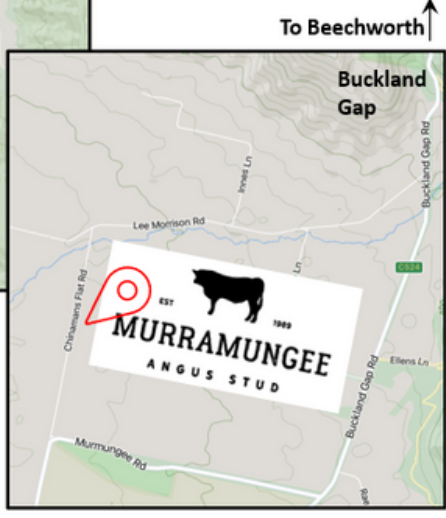 To Beechworth
Buckland
Gap
Buckland Gap Rd
Innes Ln
Lee Morrison Rd
Ln
C524
Chinamans Flat Rd
EST
1989
MURRAMUNGEE
ANGUS STUD
Ellens Ln
Buckland Gap Rd
Murmungee Rd